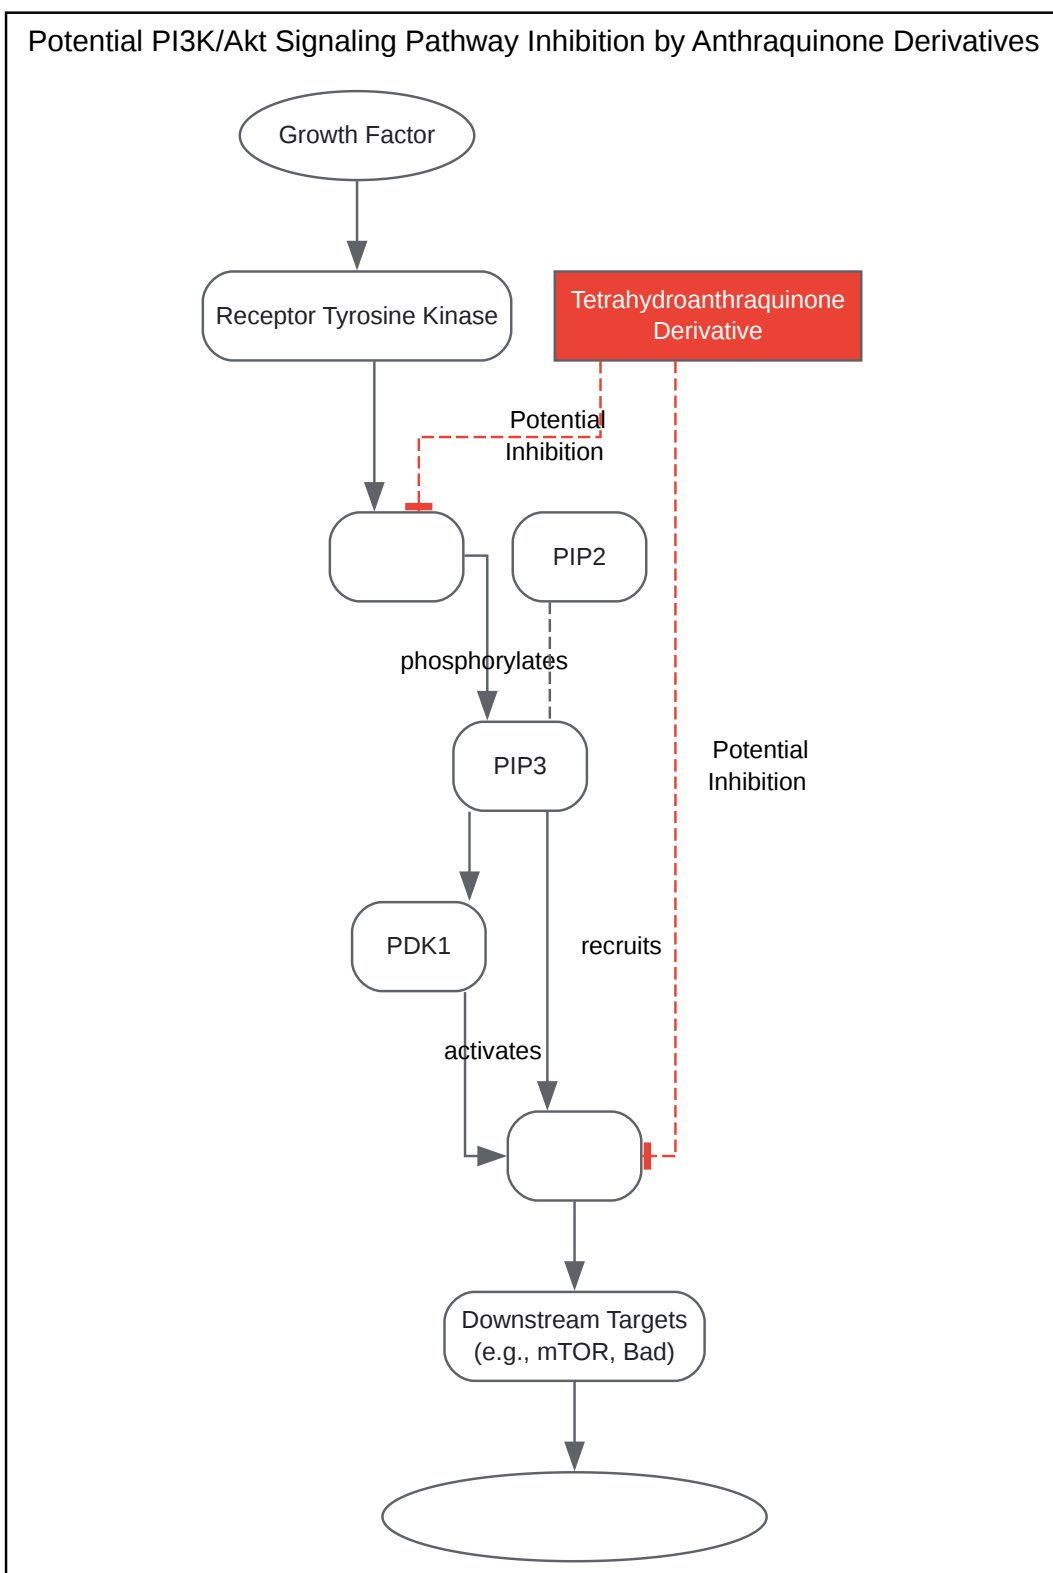 Potential PI3K/Akt Signaling Pathway Inhibition by Anthraquinone Derivatives
Growth Factor
Receptor Tyrosine Kinase
Tetrahydroanthraquinone
Derivative
Potential
Inhibition
PIP2
phosphorylates
PIP3
Potential
Inhibition
PDK1
recruits
activates
Downstream Targets
(e.g., mTOR, Bad)